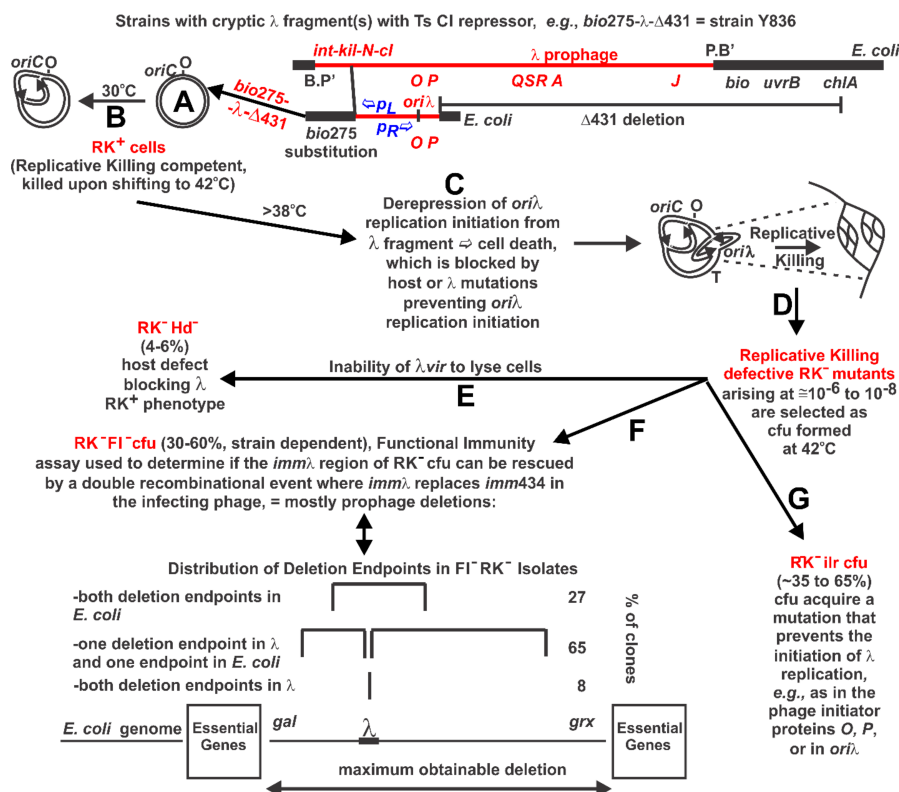 Strains with cryptic λ fragment(s) with Ts CI repressor, e.g., bio275-λ-Δ431 = strain Y836
int-kil-N-cI
λ prophage
P.B'
E. coli
B.P'
O P
QSR A
J
bio uvrB chlA
oriC O
30°C
B
oriC O
A
bio275-
-λ-Δ431
⇦pL
oriλ
pR⇨
O P
E. coli
Δ431 deletion
bio275
substitution
RK+ cells
(Replicative Killing competent,
killed upon shifting to 42°C)
>38°C
C
Derepression of oriλ
replication initiation from
λ fragment ⇨ cell death,
which is blocked by
host or λ mutations
preventing oriλ
replication initiation
oriC O
oriλ
T
Replicative
Killing
D
Replicative Killing
defective RK- mutants
arising at ≅10-6 to 10-8
are selected as
cfu formed
at 42°C
RK- Hd-
(4-6%)
host defect
blocking λ
RK+ phenotype
Inability of λvir to lyse cells
E
F
RK-FI-cfu (30-60%, strain dependent), Functional Immunity
assay used to determine if the immλ region of RK-cfu can be rescued
by a double recombinational event where immλ replaces imm434 in
the infecting phage, = mostly prophage deletions:
G
RK-ilr cfu
(~35 to 65%)
cfu acquire a
mutation that
prevents the
initiation of λ
replication,
e.g., as in the
phage initiator
proteins O, P,
or in oriλ
Distribution of Deletion Endpoints in FI-RK- Isolates
-both deletion endpoints in
E. coli
27
-one deletion endpoint in λ
and one endpoint in E. coli
65
-both deletion endpoints in λ
8
% of clones
E. coli genome
Essential
Genes
gal
λ
grx
Essential
Genes
maximum obtainable deletion